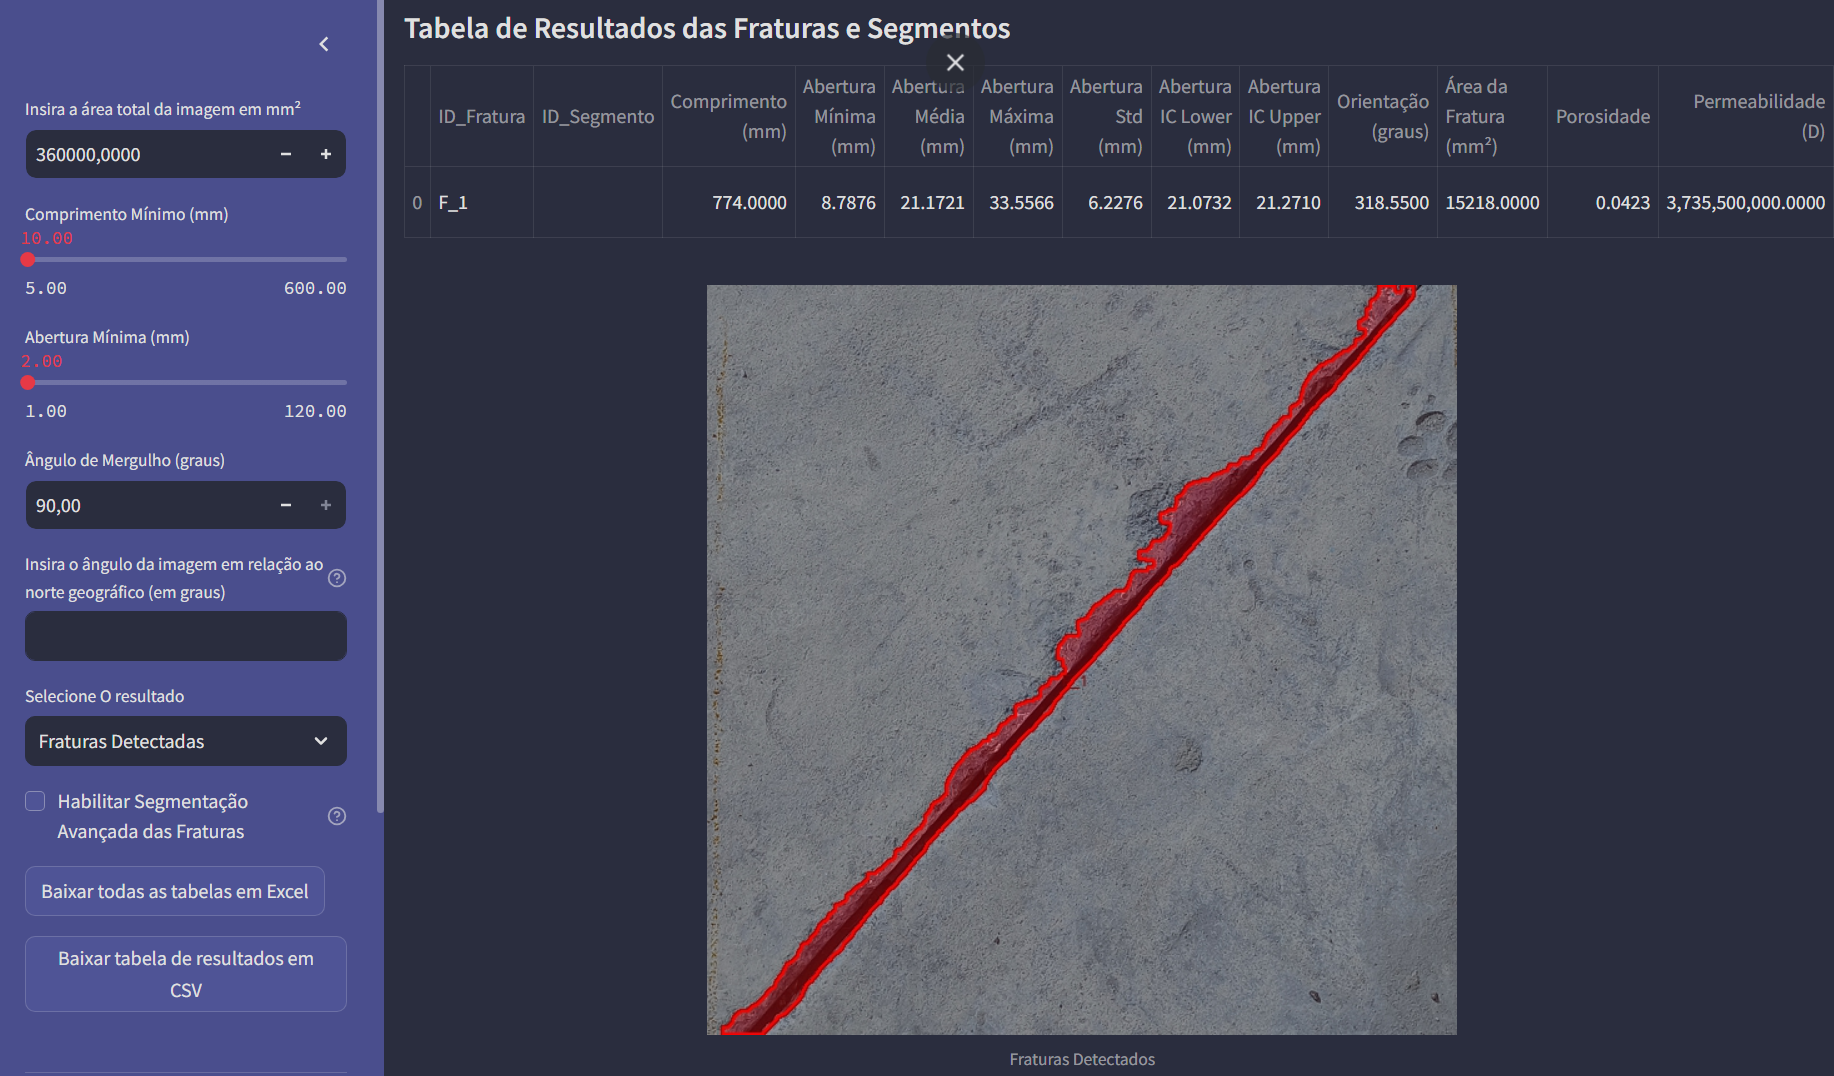 Insira a área total da imagem em mm²
360000,0000
Comprimento Mínimo (mm)
10.00
5.00 600.00
Abertura Mínima (mm)
2.00
1.00 120.00
Ângulo de Mergulho (graus)
90,00
Insira o ângulo da imagem em relação ao
norte geográfico (em graus)
Selecione O resultado
Fraturas Detectadas
Habilitar Segmentação
Avançada das Fraturas
Baixar todas as tabelas em Excel
Baixar tabela de resultados em
CSV
Tabela de Resultados das Fraturas e Segmentos
ID_Fratura
ID_Segmento
Comprimento
(mm)
Abertura
Mínima
(mm)
Abertura
Média
(mm)
Abertura
Máxima
(mm)
Abertura
Std
(mm)
Abertura
IC Lower
(mm)
Abertura
IC Upper
(mm)
Orientação
(graus)
Área da
Fratura
(mm²)
Porosidade
Permeabilidade
(D)
0 F_1 774.0000 8.7876 21.1721 33.5566 6.2276 21.0732 21.2710 318.5500 15218.0000 0.0423 3,735,500,000.0000
Fraturas Detectados